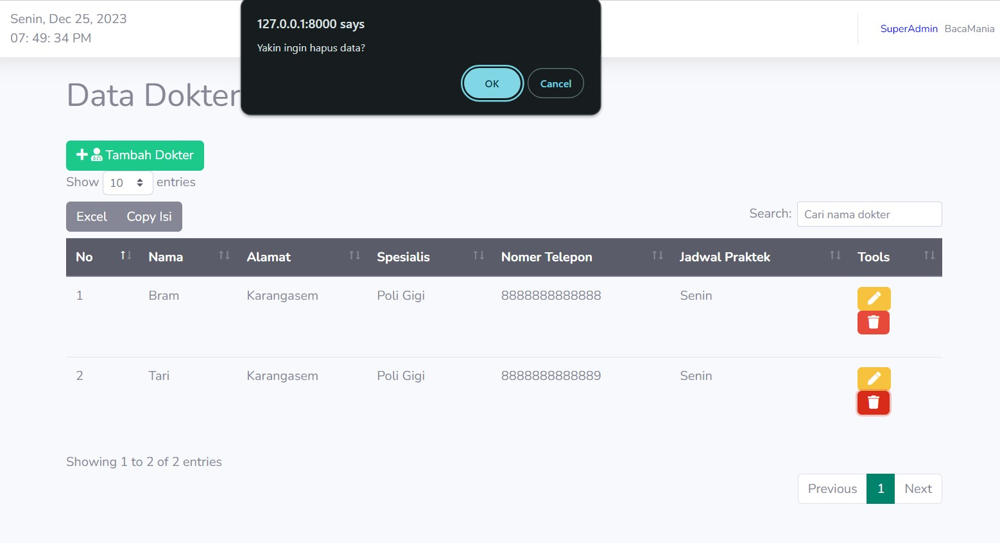 Senin, Dec 25, 2023
07: 49: 34 PM
127.0.0.1:8000 says
Yakin ingin hapus data?
OK Cancel
SuperAdmin BacaMania
Data Dokter
Tambah Dokter
Show 10 entries
Excel Copy Isi
Search: Cari nama dokter
No Nama Alamat Spesialis Nomer Telepon Jadwal Praktek Tools
1 Bram Karangasem Poli Gigi 8888888888888 Senin
2 Tari Karangasem Poli Gigi 8888888888889 Senin
Showing 1 to 2 of 2 entries
Previous 1 Next